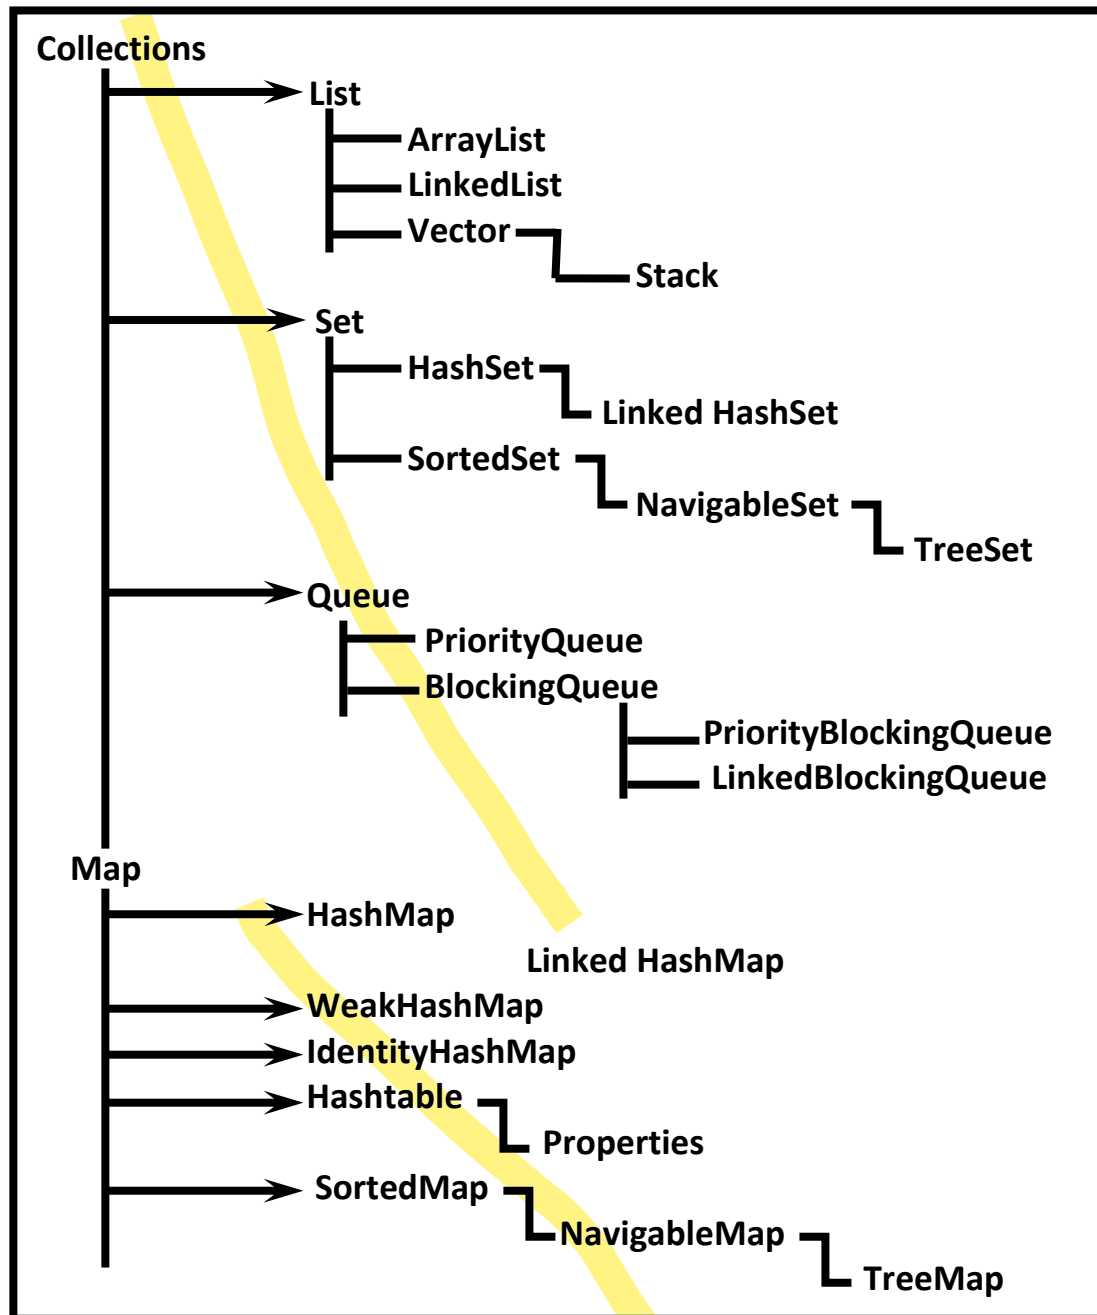 Collections
List
ArrayList
LinkedList
Vector
Stack
Set
HashSet
Linked HashSet
SortedSet
NavigableSet
TreeSet
Queue
PriorityQueue
BlockingQueue
PriorityBlockingQueue
LinkedBlockingQueue
Map
HashMap
Linked HashMap
WeakHashMap
IdentityHashMap
Hashtable
Properties
SortedMap
NavigableMap
TreeMap